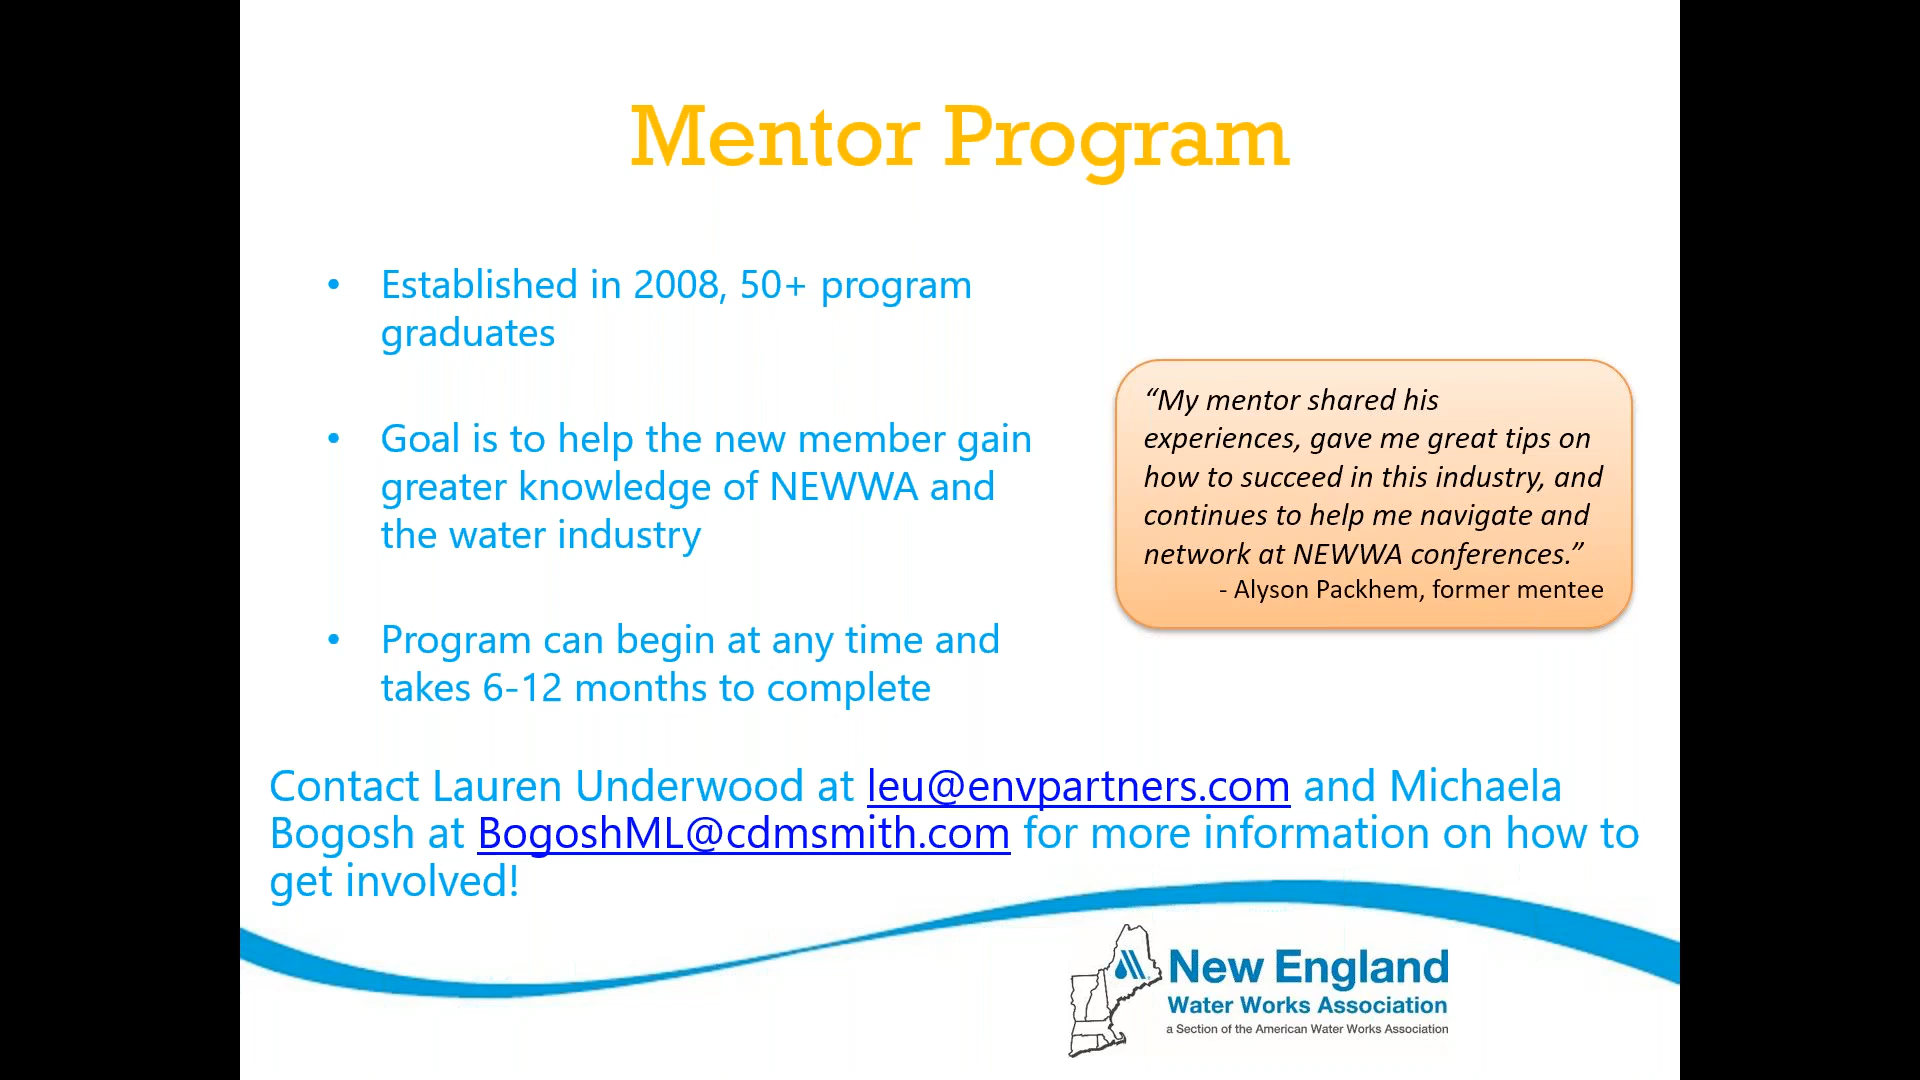 Mentor Program
• Established in 2008, 50+ program
graduates
• Goal is to help the new member gain
greater knowledge of NEWWA and
the water industry
• Program can begin at any time and
takes 6-12 months to complete
“My mentor shared his
experiences, gave me great tips on
how to succeed in this industry, and
continues to help me navigate and
network at NEWWA conferences.”
- Alyson Packhem, former mentee
Contact Lauren Underwood at leu@envpartners.com and Michaela
Bogosh at BogoshML@cdmsmith.com for more information on how to
get involved!
New England
Water Works Association
a Section of the American Water Works Association